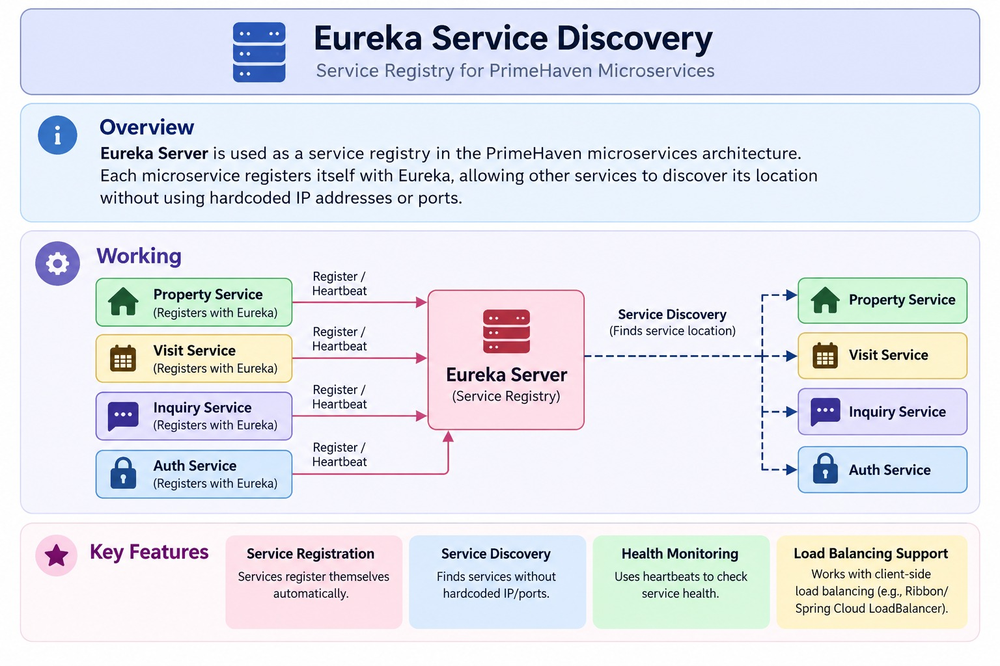 Eureka Service Discovery
Service Registry for PrimeHaven Microservices
Overview
Eureka Server is used as a service registry in the PrimeHaven microservices architecture.
Each microservice registers itself with Eureka, allowing other services to discover its location
without using hardcoded IP addresses or ports.
Working
Property Service
(Registers with Eureka)
Register /
Heartbeat
Visit Service
(Registers with Eureka)
Register /
Heartbeat
Inquiry Service
(Registers with Eureka)
Register /
Heartbeat
Auth Service
(Registers with Eureka)
Register /
Heartbeat
Eureka Server
(Service Registry)
Service Discovery
(Finds service location)
Property Service
Visit Service
Inquiry Service
Auth Service
Key Features
Service Registration
Services register themselves
automatically.
Service Discovery
Finds services without
hardcoded IP/ports.
Health Monitoring
Uses heartbeats to check
service health.
Load Balancing Support
Works with client-side
load balancing (e.g., Ribbon/
Spring Cloud LoadBalancer).